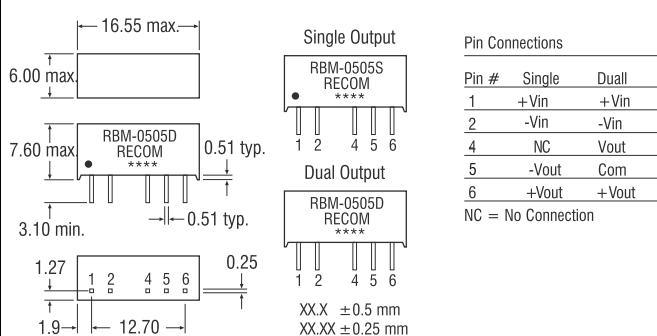 16.55 max.
6.00 max.
RBM-0505D
RECOM
****
7.60 max.
0.51 typ.
3.10 min.
0.51 typ.
1.27
1 2 4 5 6
0.25
1.9
12.70
Single Output
RBM-0505S
RECOM
****
1 2 4 5 6
Dual Output
RBM-0505D
RECOM
****
1 2 4 5 6
XX.X ±0.5 mm
XX.XX ±0.25 mm
Pin Connections
Pin # Single Duall
1 +Vin +Vin
2 -Vin -Vin
4 NC Vout
5 -Vout Com
6 +Vout +Vout
NC = No Connection